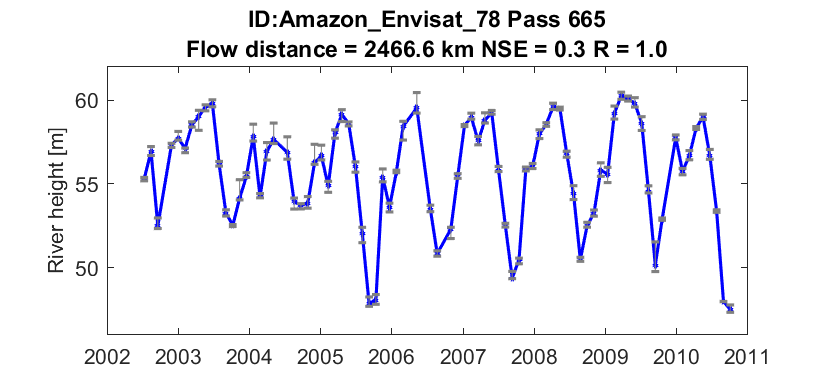 ID:Amazon_Envisat_78 Pass 665
Flow distance = 2466.6 km NSE = 0.3 R = 1.0
River height [m]
60
55
50
2002 2003 2004 2005 2006 2007 2008 2009 2010 2011